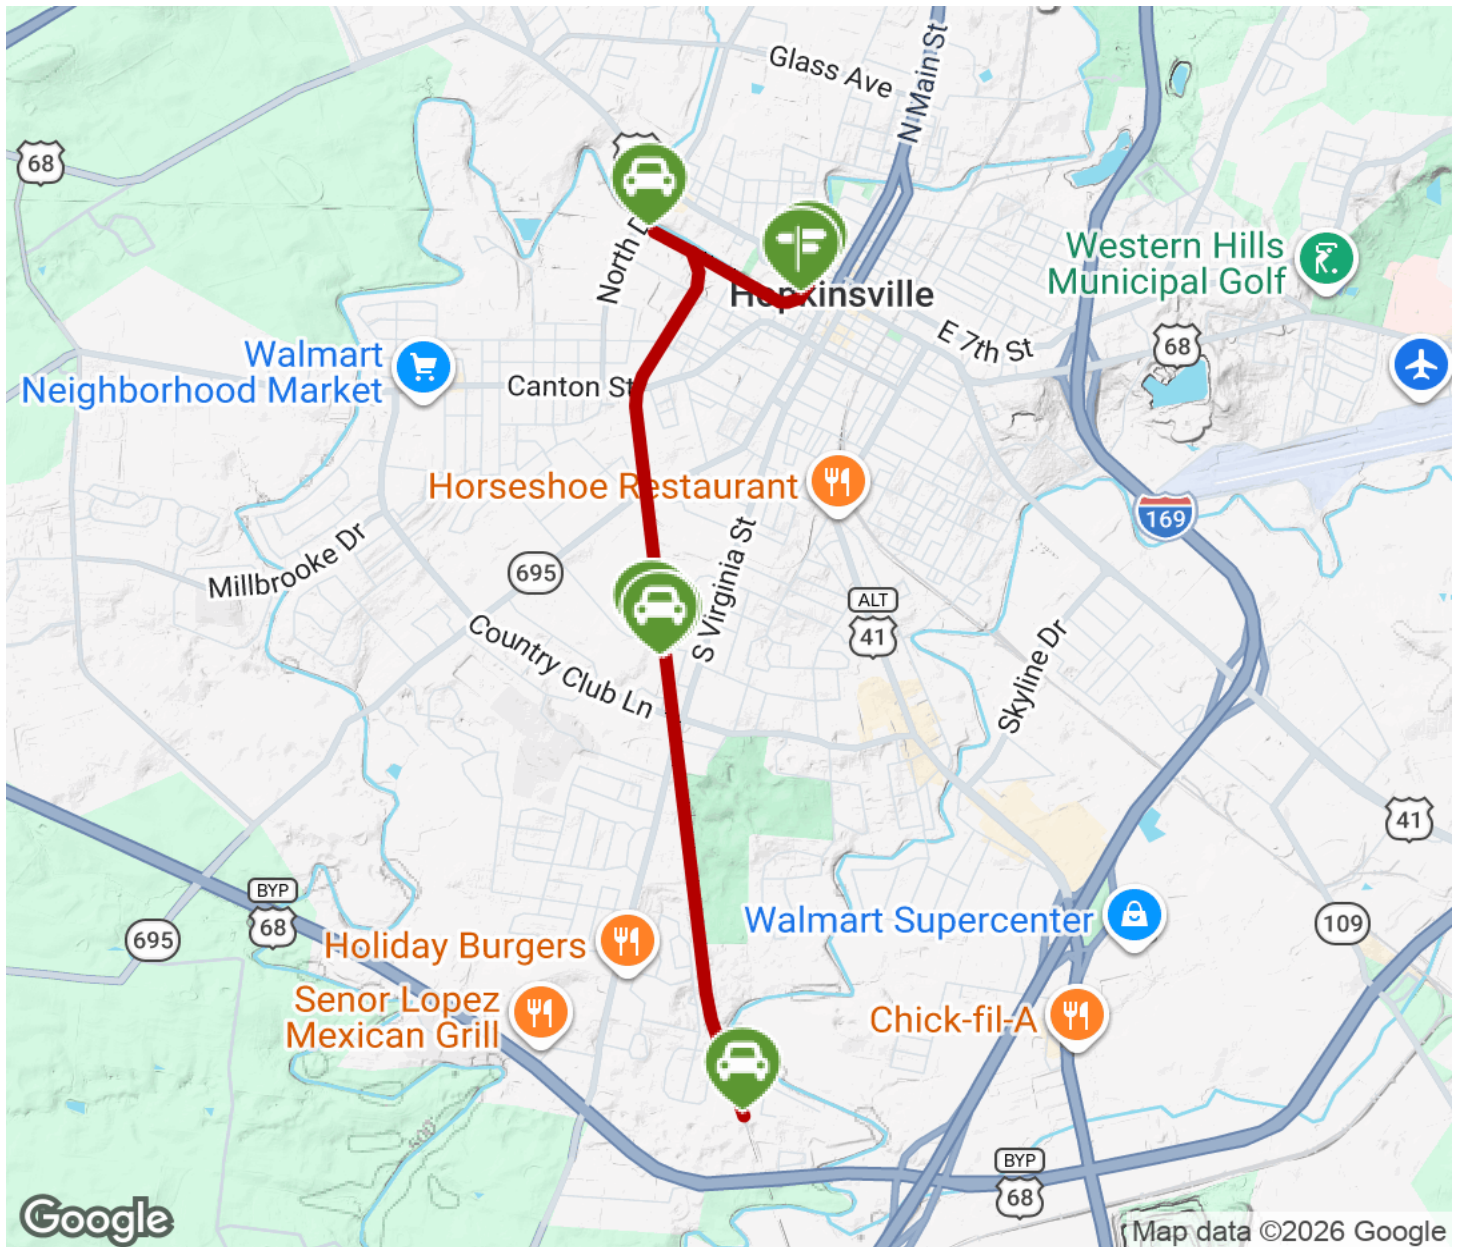 Glass Ave
N Main St
68
North D
Western Hills
Municipal Golf
Hopkinsville
E 7th St
68
Walmart
Neighborhood Market
Canton St
Horseshoe Restaurant
169
S Virginia St
Millbrooke Dr
695
ALT
41
Country Club Ln
Skyline Dr
41
BYP
68
Walmart Supercenter
109
695
Holiday Burgers
Senor Lopez
Mexican Grill
Chick-fil-A
600
BYP
68
Google
Map data ©2026 Google